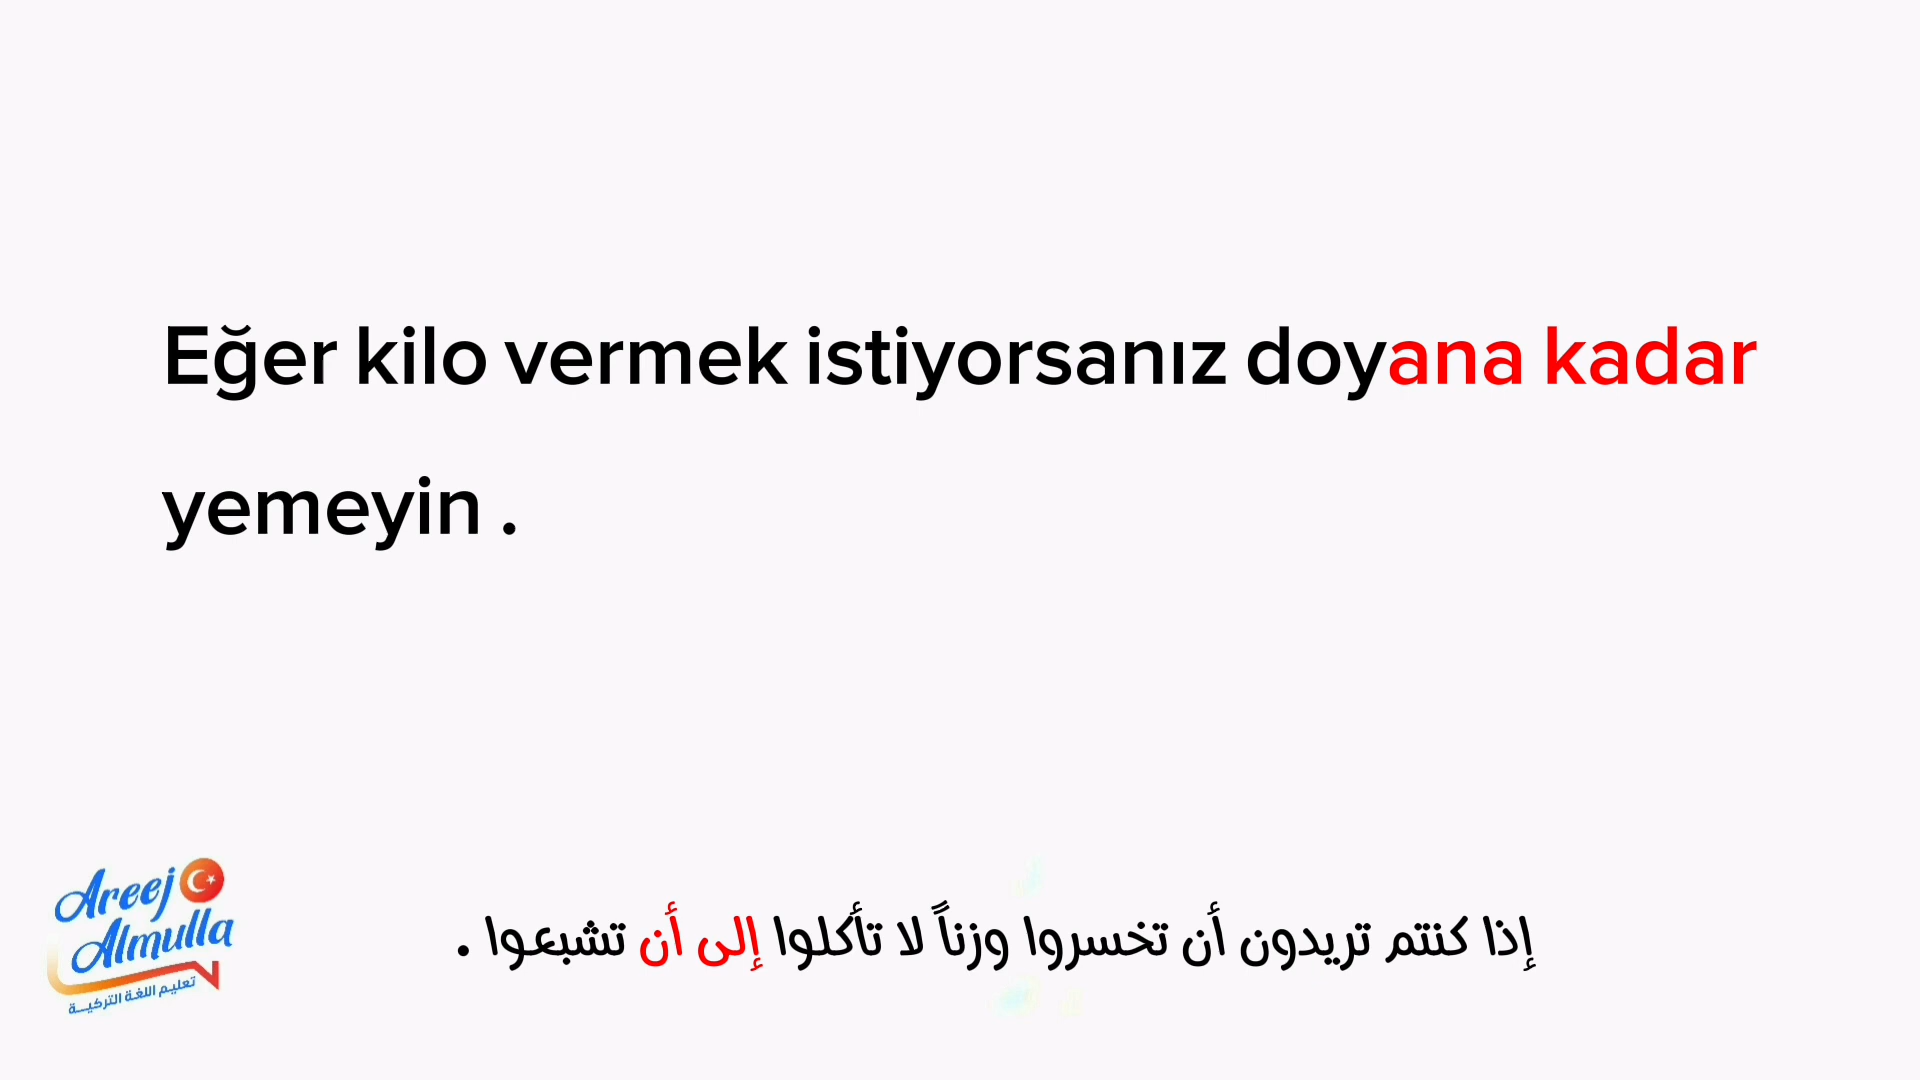 Eğer kilo vermek istiyorsanız doyana kadar
yemeyin .
إذا كنتم تريدون أن تخسروا وزناً لا تأكلوا إلى أن تشبعوا .
Areej
Almulla
تعليم اللغة التركيـــة